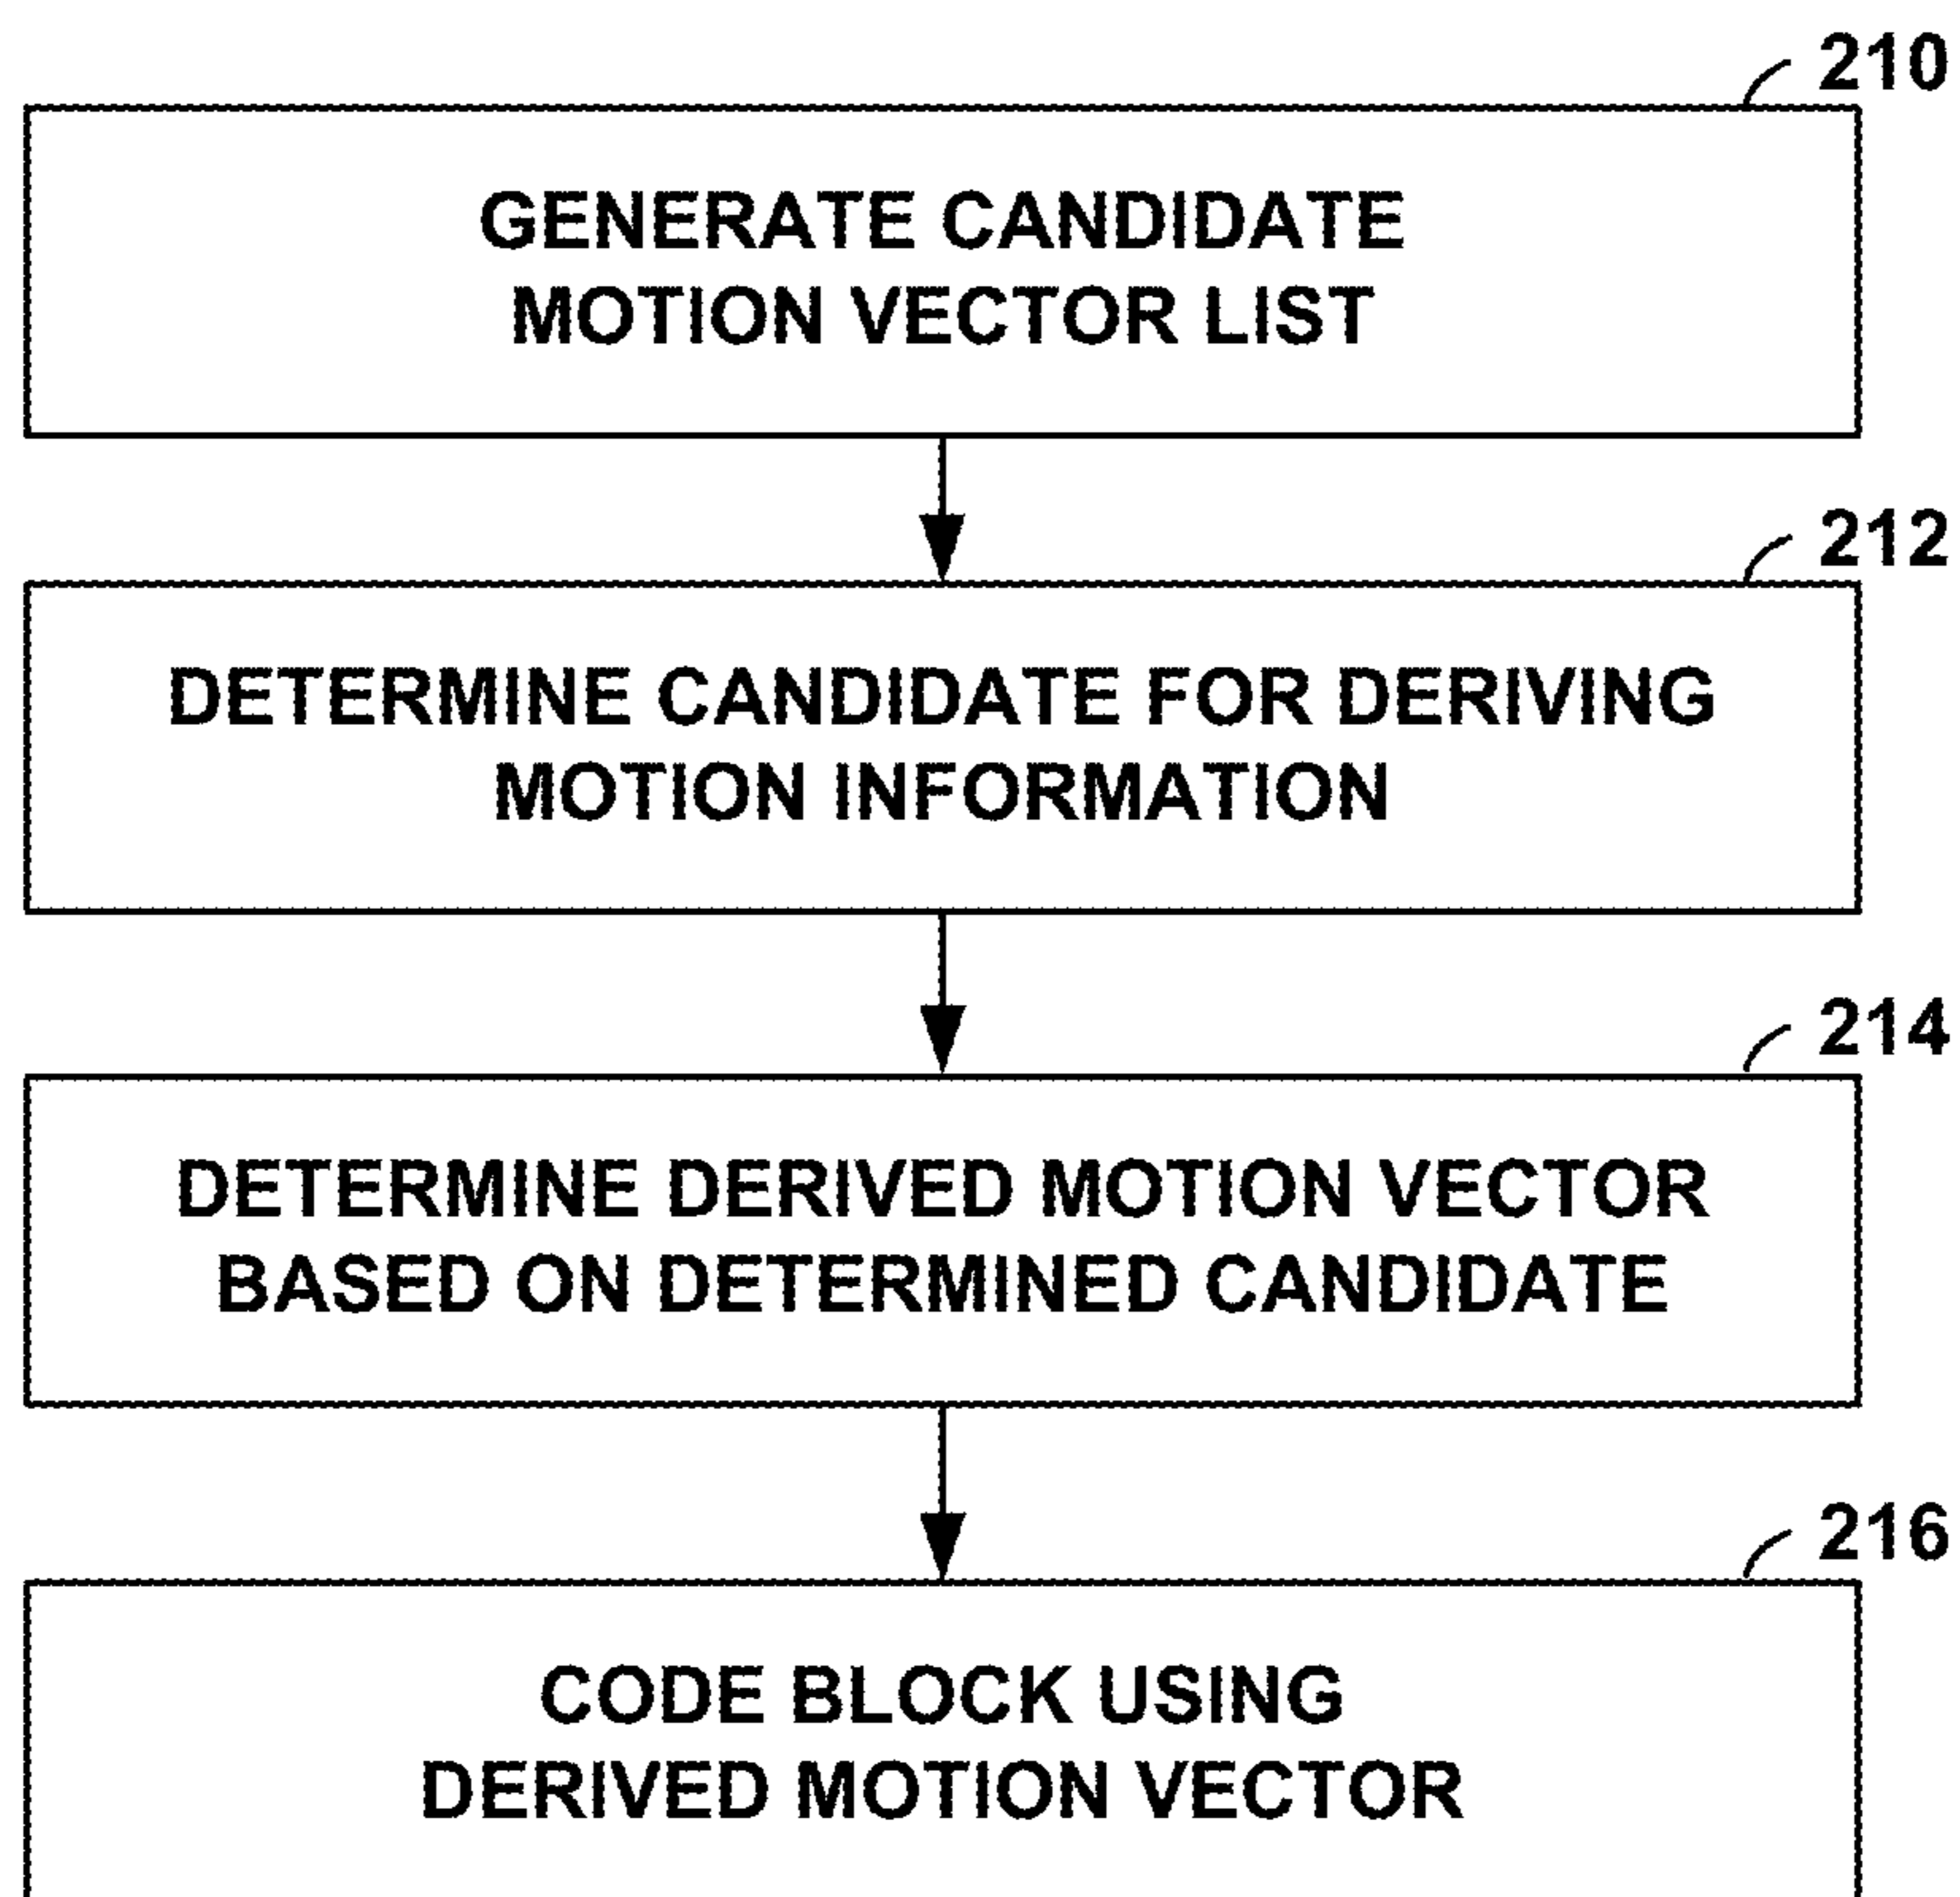 210
GENERATE CANDIDATE
MOTION VECTOR LIST
212
DETERMINE CANDIDATE FOR DERIVING
MOTION INFORMATION
214
DETERMINE DERIVED MOTION VECTOR
BASED ON DETERMINED CANDIDATE
216
CODE BLOCK USING
DERIVED MOTION VECTOR